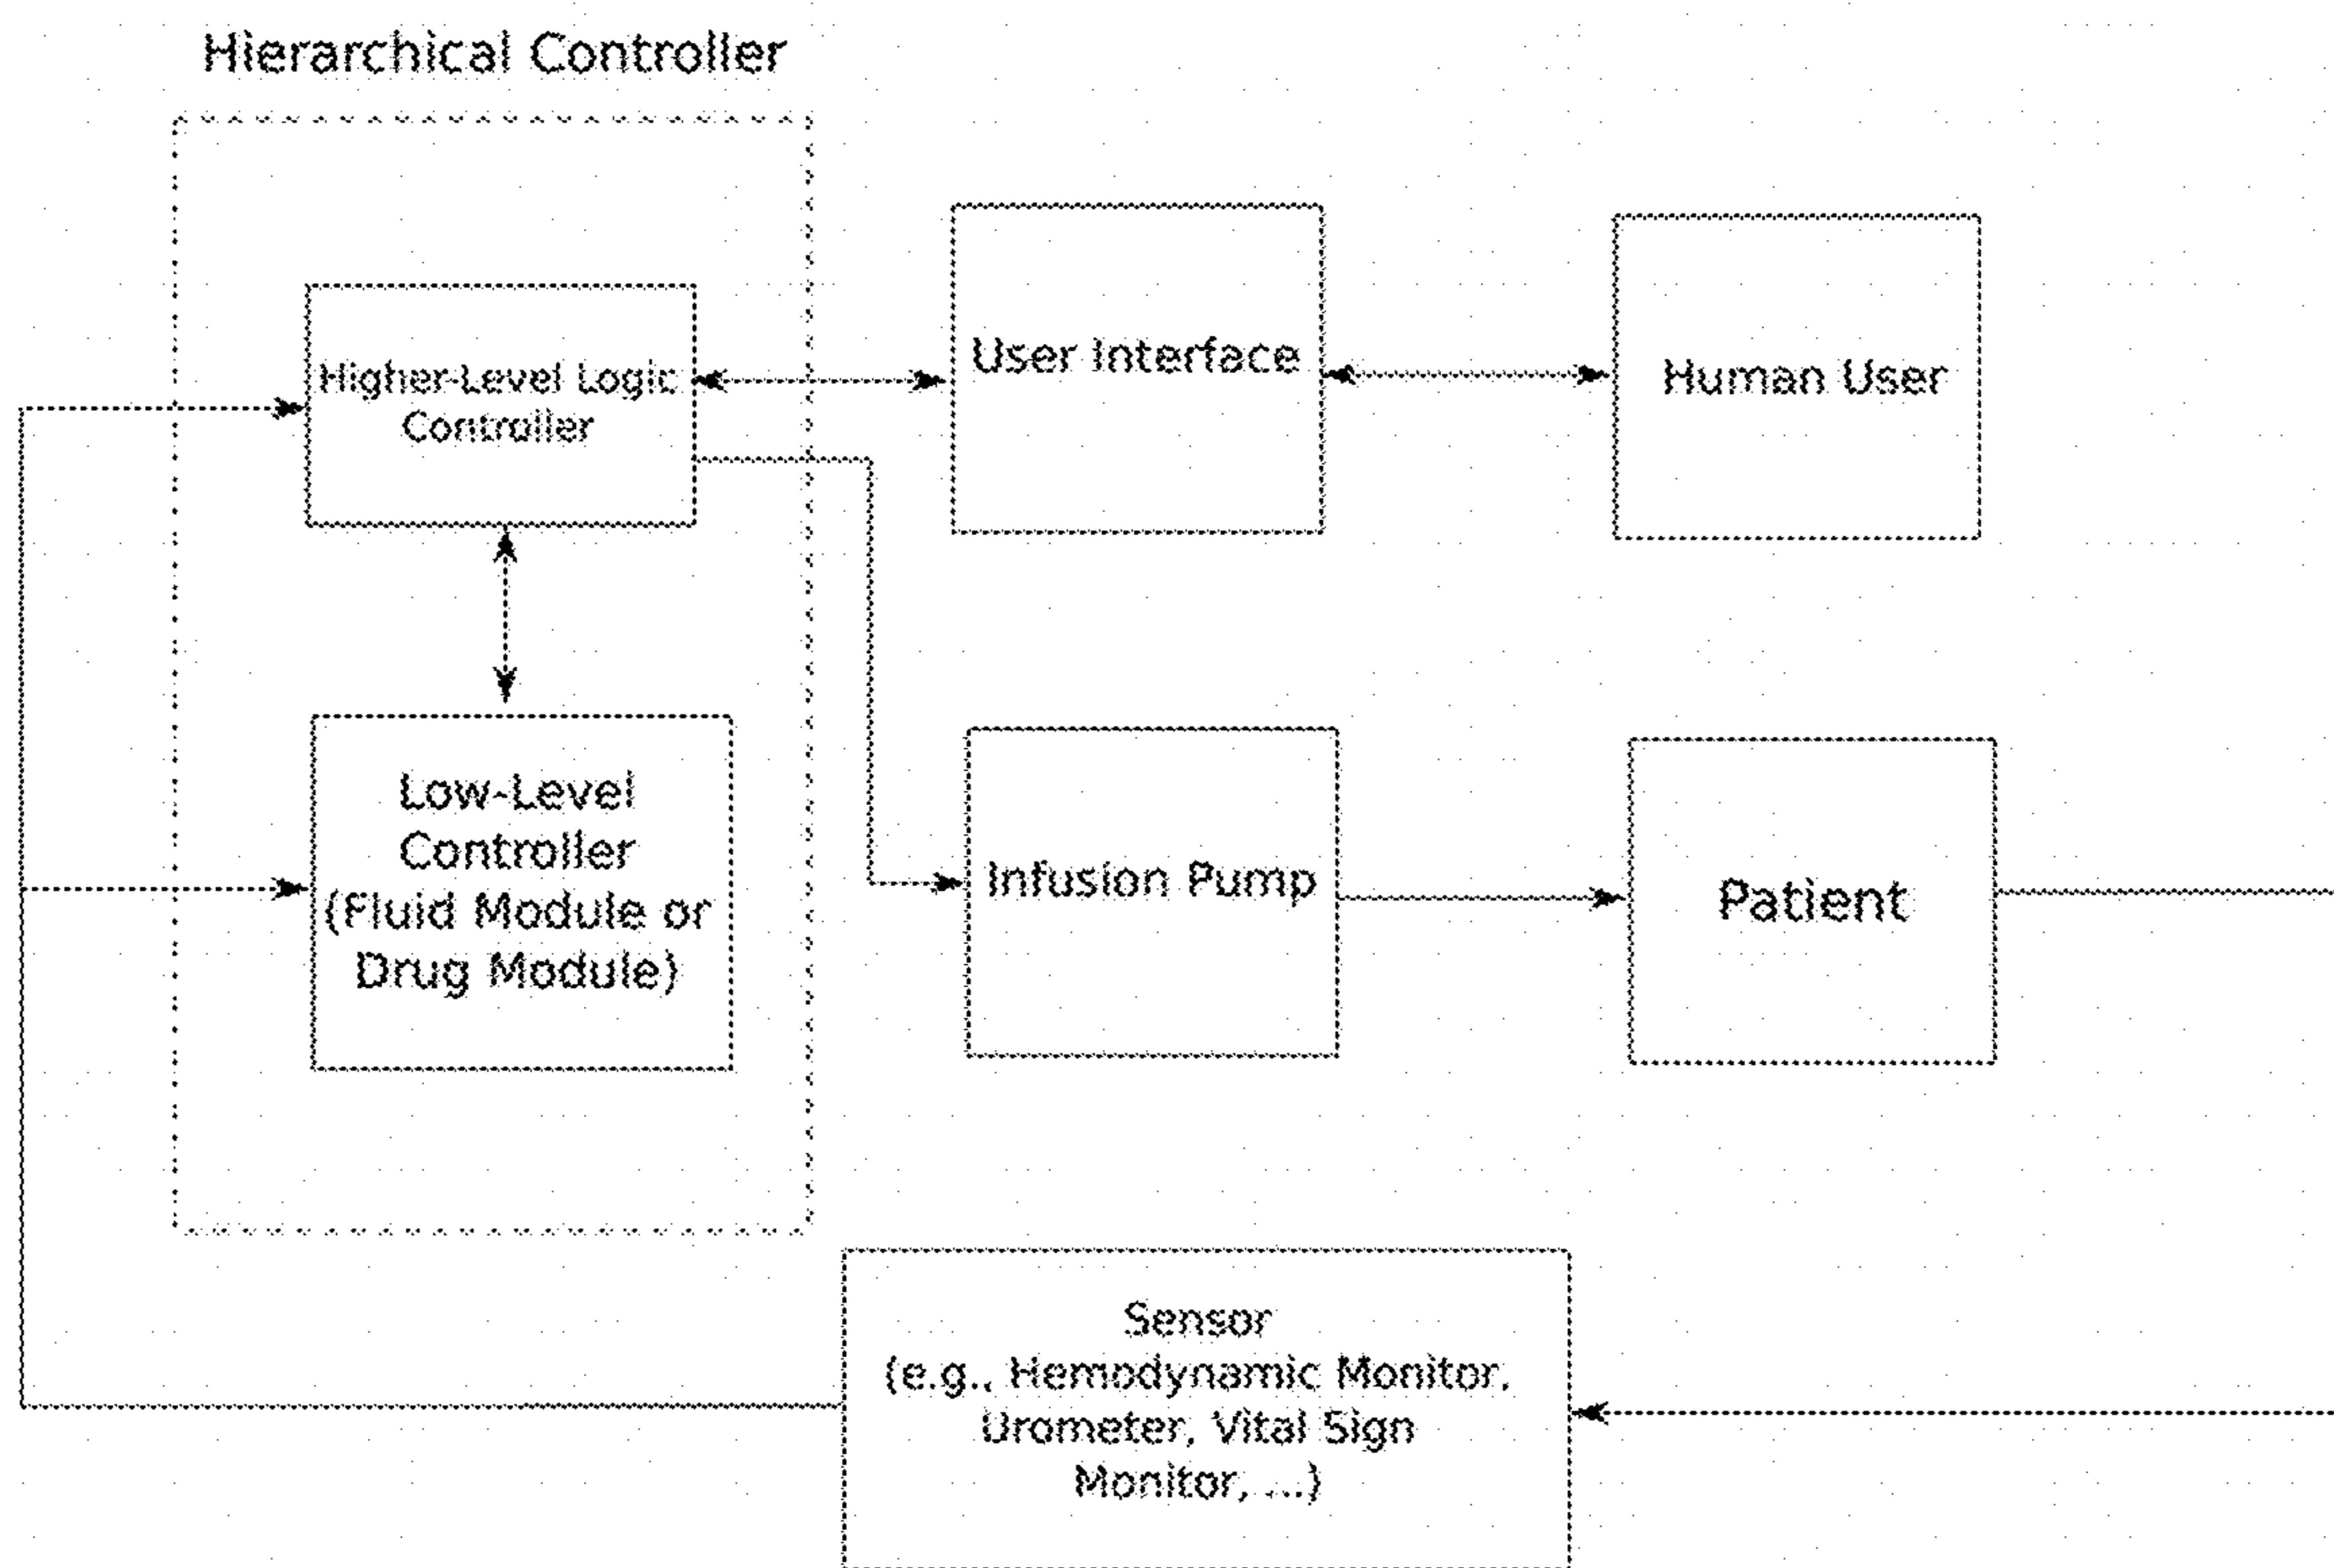 Hierarchical Controller
Higher-Level Logic
Controller
User Interface
Human User
Low-Level
Controller
(Fluid Module or
Drug Module)
Infusion Pump
Patient
Sensor
(e.g., Hemodynamic Monitor,
Urometer, Vital Sign
Monitor, ...)